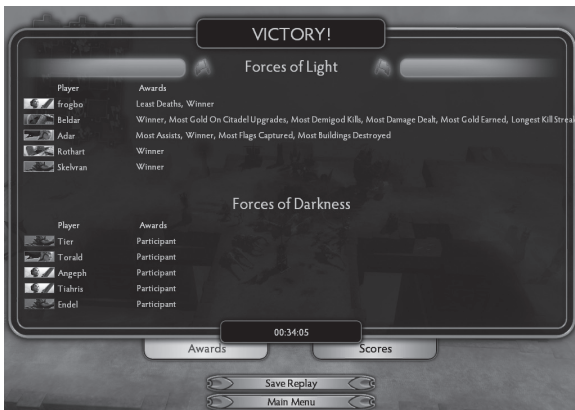 VICTORY!
Forces of Light
Player Awards
frogbo Least Deaths, Winner
Beldar Winner, Most Gold On Citadel Upgrades, Most Demigod Kills, Most Damage Dealt, Most Gold Earned, Longest Kill Streak
Adar Most Assists, Winner, Most Flags Captured, Most Buildings Destroyed
Rothart Winner
Skelvran Winner
Forces of Darkness
Player Awards
Tier Participant
Torald Participant
Angeph Participant
Tiahris Participant
Endel Participant
00:34:05
Awards Scores
Save Replay
Main Menu